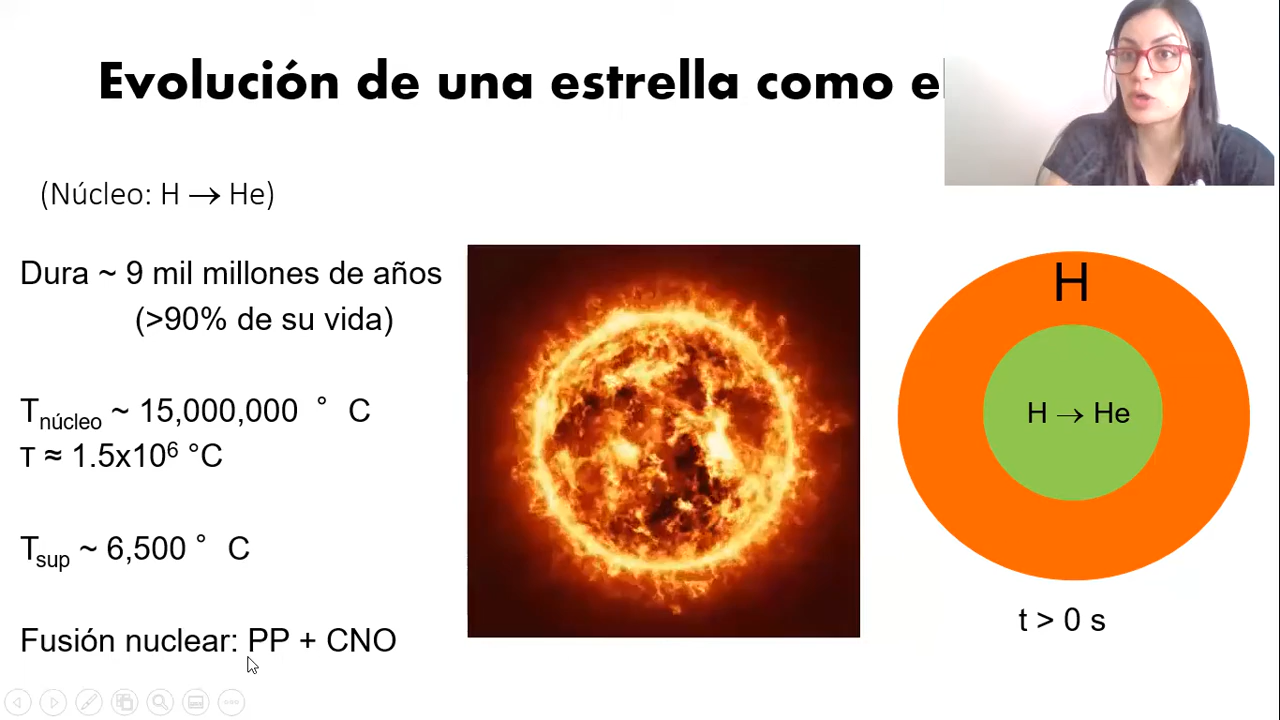 Evolución de una estrella como el
(Núcleo: H → He)
Dura ~ 9 mil millones de años
(>90% de su vida)
Tnúcleo ~ 15,000,000 ° C
T ≈ 1.5x10⁶ °C
Tsup ~ 6,500 ° C
Fusión nuclear: PP + CNO
H
H → He
t > 0 s